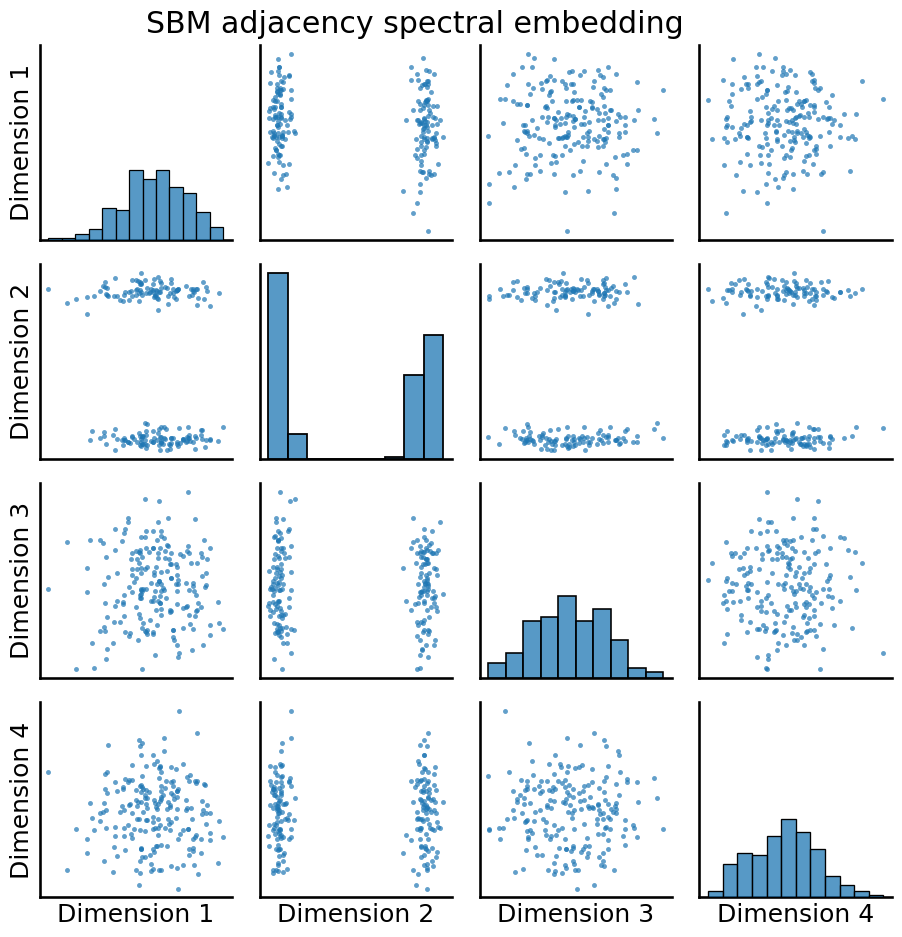 SBM adjacency spectral embedding
Dimension 1
Dimension 2
Dimension 3
Dimension 4
Dimension 1 Dimension 2 Dimension 3 Dimension 4